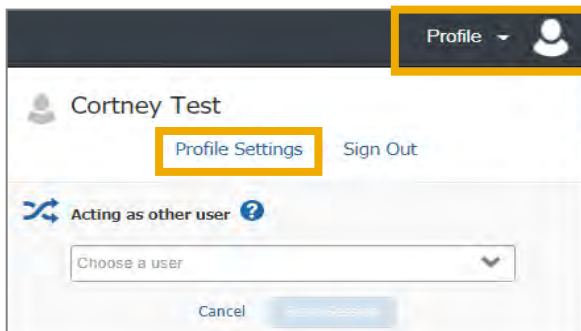 Profile
Cortney Test
Profile Settings Sign Out
Acting as other user ?
Choose a user
Cancel